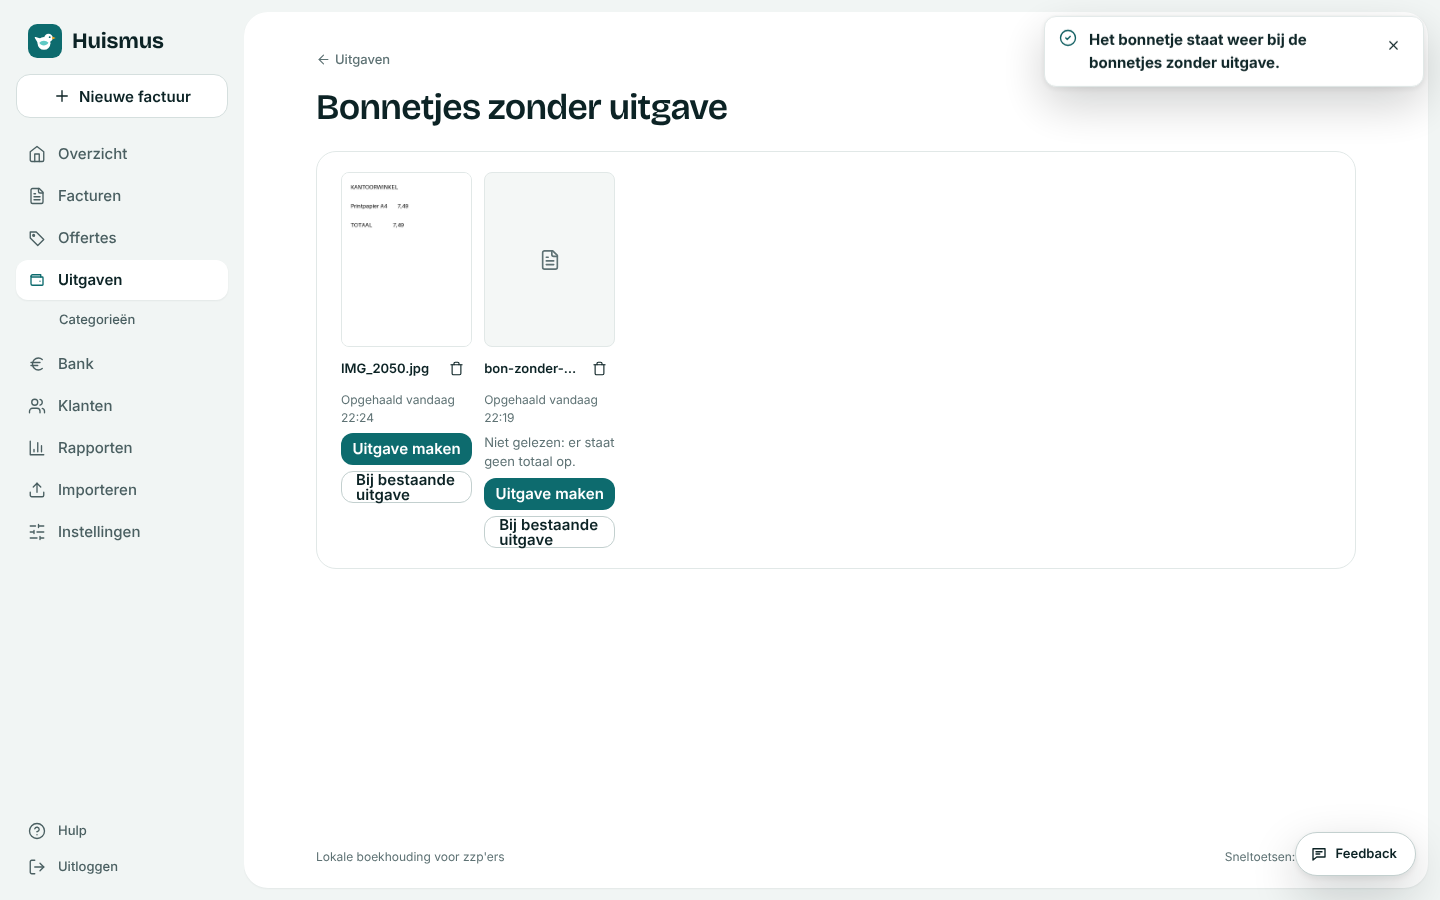 Huismus
Nieuwe factuur
Overzicht
Facturen
Offertes
Uitgaven
Categorieën
Bank
Klanten
Rapporten
Importeren
Instellingen
Hulp
Uitloggen
Uitgaven
Bonnetjes zonder uitgave
Het bonnetje staat weer bij de
bonnetjes zonder uitgave.
KANTOORWINKEL
Printpapier A4 7,49
TOTAAL 7,49
IMG_2050.jpg
Opgehaald vandaag
22:24
Uitgave maken
Bij bestaande
uitgave
bon-zonder-...
Opgehaald vandaag
22:19
Niet gelezen: er staat
geen totaal op.
Uitgave maken
Bij bestaande
uitgave
Lokale boekhouding voor zzp'ers
Sneltoetsen:
Feedback